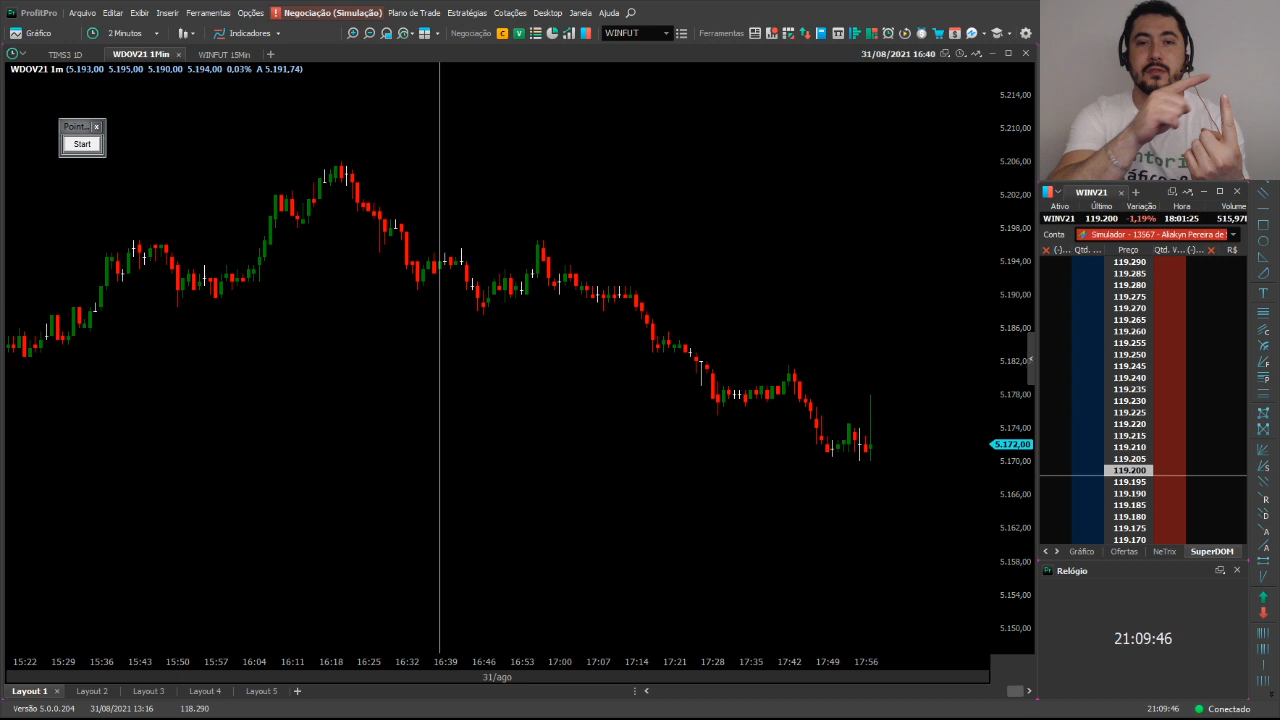 ProfitPro Arquivo Editar Exibir Inserir Ferramentas Opções ! Negociação (Simulação) Plano de Trade Estratégias Cotações Desktop Janela Ajuda
Gráfico 2 Minutos Indicadores Negociação C V WINFUT Ferramentas
TIMS3 1D WDOV21 1Min x WINFUT 15Min +
WDOV21 1m (5.193,00 5.195,00 5.190,00 5.194,00 0,03% A 5.191,74) 31/08/2021 16:40
Point... x
Start
5.214,00
5.210,00
5.206,00
5.202,00
5.198,00
5.194,00
5.190,00
5.186,00
5.182,00
5.178,00
5.174,00
5.172,00
5.170,00
5.166,00
5.162,00
5.158,00
5.154,00
5.150,00
15:22 15:29 15:36 15:43 15:50 15:57 16:04 16:11 16:18 16:25 16:32 16:39 16:46 16:53 17:00 17:07 17:14 17:21 17:28 17:35 17:42 17:49 17:56
31/ago
Layout 1 x Layout 2 Layout 3 Layout 4 Layout 5 +
Versão 5.0.0.204 31/08/2021 13:16 118.290
WINV21 x +
Ativo Último Variação Hora Volume
WINV21 119.200 -1,19% 18:01:25
Conta Simulador - 13567 - Aliakyn Pereira de
(-)... Qtd. ... Preço Qtd. V... (-)... R$
119.290
119.285
119.280
119.275
119.270
119.265
119.260
119.255
119.250
119.245
119.240
119.235
119.230
119.225
119.220
119.215
119.210
119.205
119.200
119.195
119.190
119.185
119.180
119.175
119.170
Gráfico Ofertas NeTrix SuperDOM
Relógio
21:09:46
21:09:46 Conectado